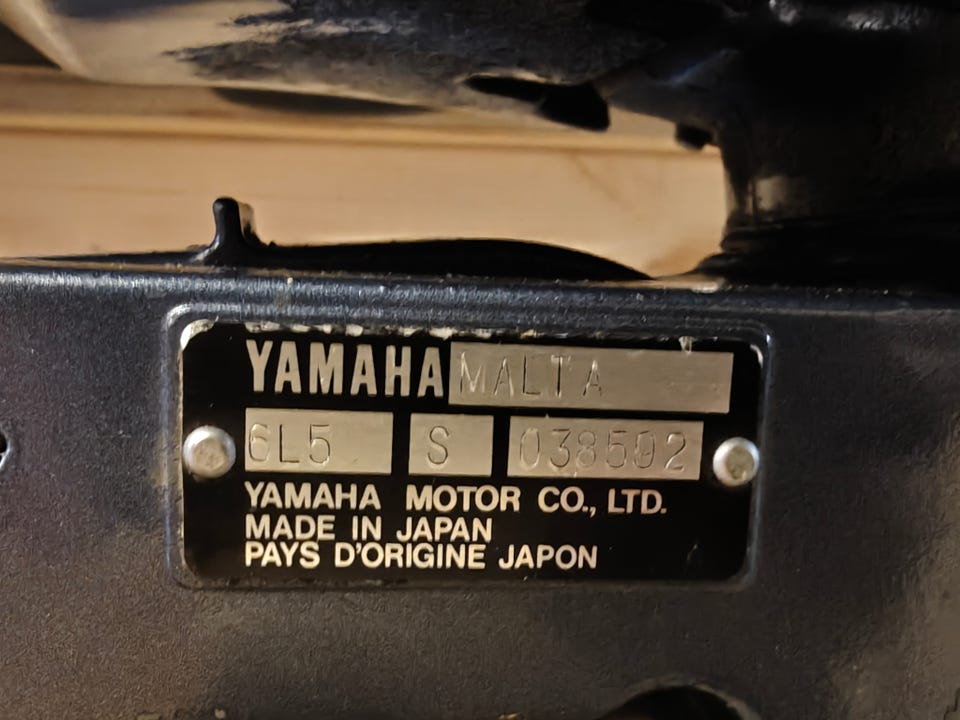 YAMAHA MALTA
6L5 S 038592
YAMAHA MOTOR CO., LTD.
MADE IN JAPAN
PAYS D'ORIGINE JAPON